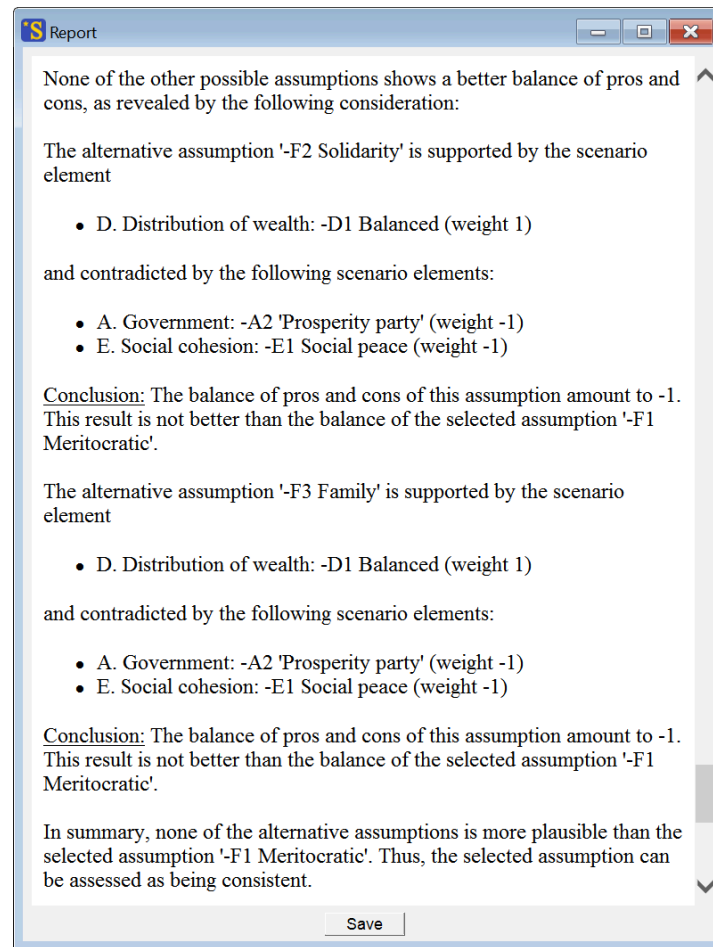 S Report
None of the other possible assumptions shows a better balance of pros and
cons, as revealed by the following consideration:
The alternative assumption '-F2 Solidarity' is supported by the scenario
element
• D. Distribution of wealth: -D1 Balanced (weight 1)
and contradicted by the following scenario elements:
• A. Government: -A2 'Prosperity party' (weight -1)
• E. Social cohesion: -E1 Social peace (weight -1)
Conclusion: The balance of pros and cons of this assumption amount to -1.
This result is not better than the balance of the selected assumption '-F1
Meritocratic'.
The alternative assumption '-F3 Family' is supported by the scenario
element
• D. Distribution of wealth: -D1 Balanced (weight 1)
and contradicted by the following scenario elements:
• A. Government: -A2 'Prosperity party' (weight -1)
• E. Social cohesion: -E1 Social peace (weight -1)
Conclusion: The balance of pros and cons of this assumption amount to -1.
This result is not better than the balance of the selected assumption '-F1
Meritocratic'.
In summary, none of the alternative assumptions is more plausible than the
selected assumption '-F1 Meritocratic'. Thus, the selected assumption can
be assessed as being consistent.
Save